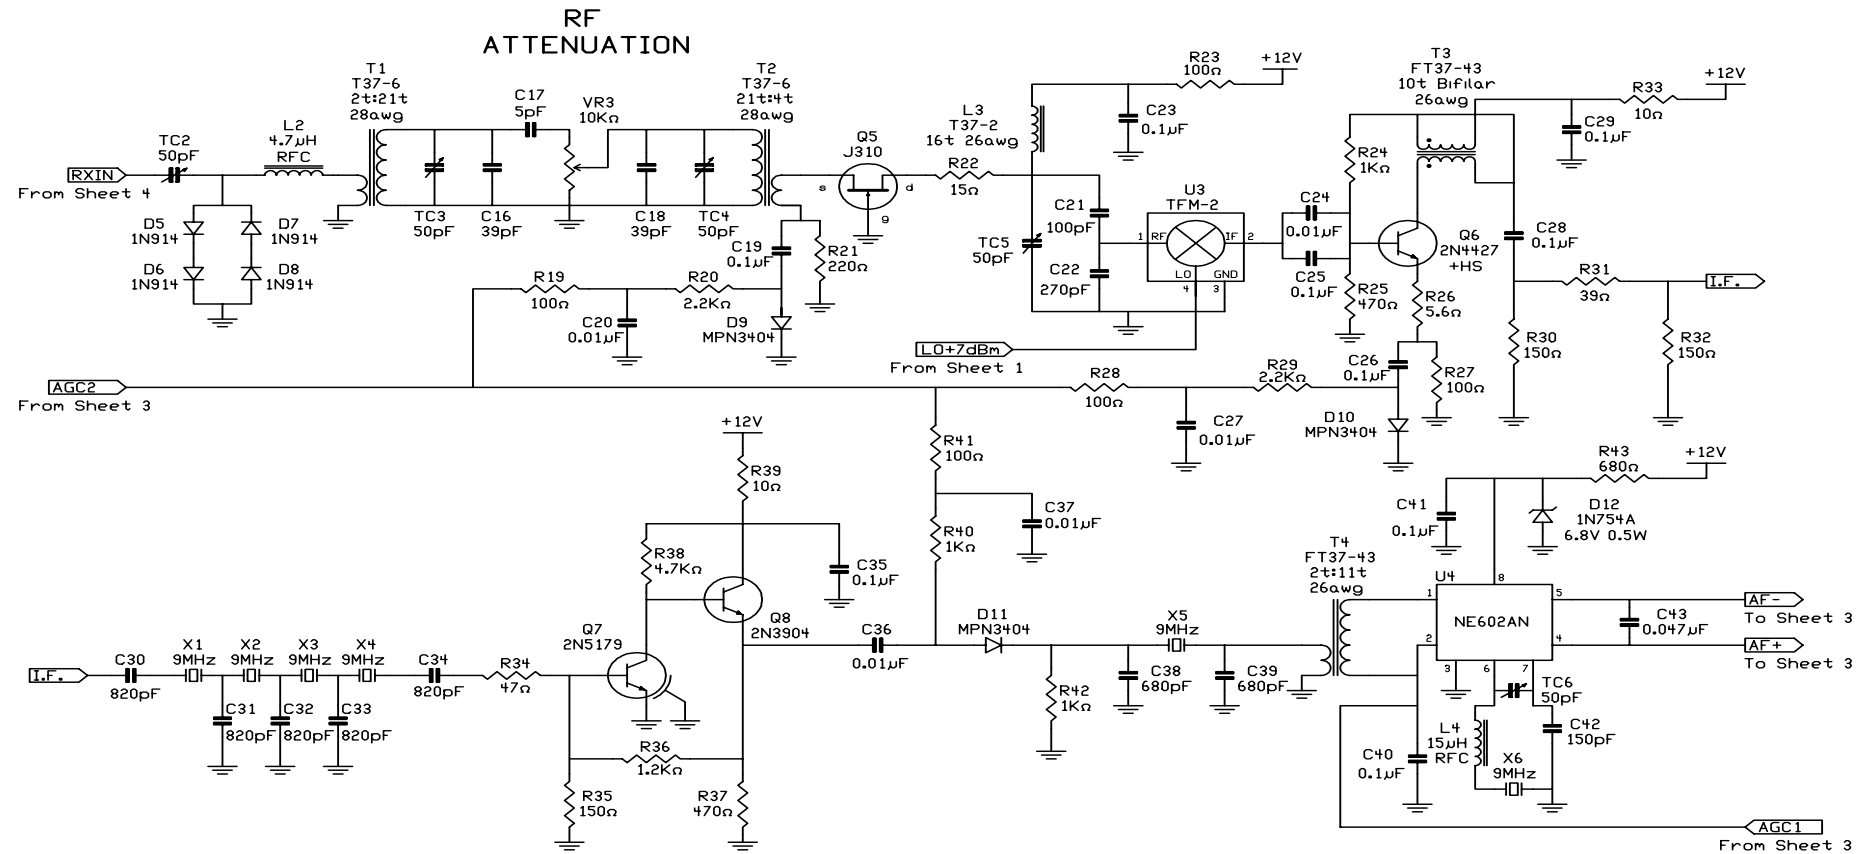 RF
ATTENUATION
T1
T37-6
2t:21t
28awg
T2
T37-6
21t:4t
28awg
C17
5pF
VR3
10KΩ
L2
4.7µH
RFC
TC2
50pF
RXIN
From Sheet 4
D5
1N914
D7
1N914
D6
1N914
D8
1N914
TC3
50pF
C16
39pF
C18
39pF
TC4
50pF
Q5
J310
s
d
g
C19
0.1µF
R21
220Ω
R19
100Ω
R20
2.2KΩ
C20
0.01µF
D9
MPN3404
AGC2
From Sheet 3
R23
100Ω
+12V
L3
T37-2
16t 26awg
C23
0.1µF
R22
15Ω
C21
100pF
TC5
50pF
C22
270pF
U3
TFM-2
1
RF
IF
2
LO
GND
4
3
LO+7dBm
From Sheet 1
C24
0.01µF
C25
0.1µF
T3
FT37-43
10t Bifilar
26awg
R24
1KΩ
R25
470Ω
Q6
2N4427
+HS
R26
5.6Ω
C28
0.1µF
C29
0.1µF
R33
10Ω
+12V
R31
39Ω
I.F.
R30
150Ω
R32
150Ω
C26
0.1µF
R27
100Ω
R28
100Ω
R29
2.2KΩ
C27
0.01µF
D10
MPN3404
+12V
R39
10Ω
R41
100Ω
C37
0.01µF
R40
1KΩ
R38
4.7KΩ
C35
0.1µF
Q7
2N5179
Q8
2N3904
I.F.
C30
820pF
X1
9MHz
X2
9MHz
X3
9MHz
X4
9MHz
C34
820pF
R34
47Ω
C31
820pF
C32
820pF
C33
820pF
R36
1.2KΩ
R35
150Ω
R37
470Ω
C36
0.01µF
D11
MPN3404
X5
9MHz
R42
1KΩ
C38
680pF
C39
680pF
T4
FT37-43
2t:11t
26awg
C41
0.1µF
R43
680Ω
+12V
D12
1N754A
6.8V 0.5W
U4
NE602AN
1
2
3
4
5
6
7
8
AF-
To Sheet 3
C43
0.047µF
AF+
To Sheet 3
TC6
50pF
L4
15µH
RFC
C42
150pF
C40
0.1µF
X6
9MHz
AGC1
From Sheet 3